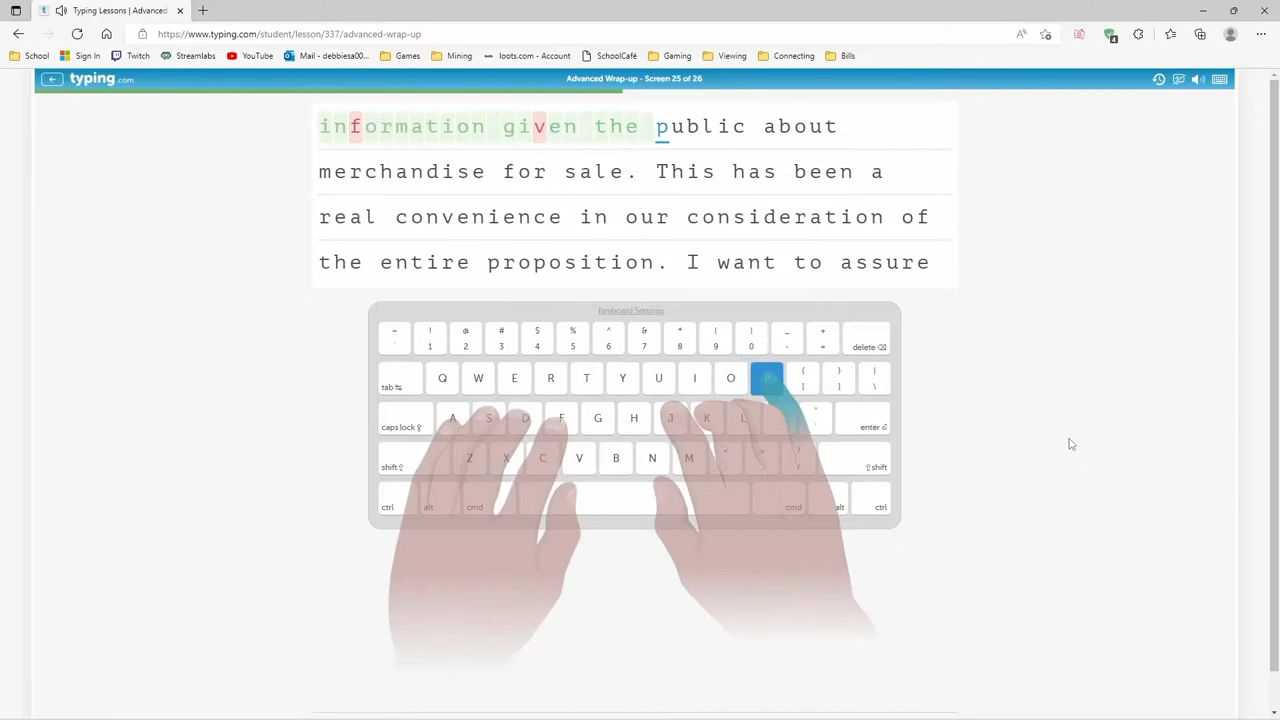 Typing Lessons | Advanced
https://www.typing.com/student/lesson/337/advanced-wrap-up
School Sign In Twitch Streamlabs YouTube Mail - debbiesa00... Games Mining loots.com - Account SchoolCafé Gaming Viewing Connecting Bills
typing.com Advanced Wrap-up - Screen 25 of 26
information given the public about
merchandise for sale. This has been a
real convenience in our consideration of
the entire proposition. I want to assure
Keyboard Settings
~ ! @ # $ % ^ & * ( ) _ +
` 1 2 3 4 5 6 7 8 9 0 - = delete
tab Q W E R T Y U I O P { } |
[ ] \
caps lock A S D F G H J K L " enter
shift Z X C V B N M < > ? shift
. /
ctrl alt cmd cmd alt ctrl